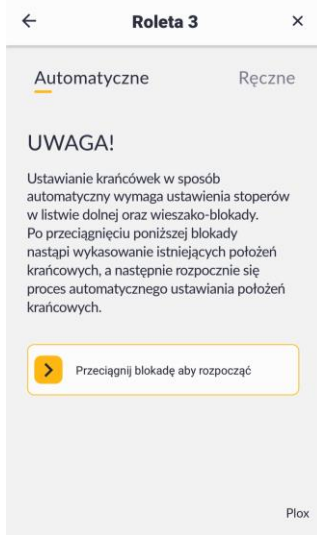 Roleta 3
Automatyczne Ręczne
UWAGA!
Ustawianie krańcówek w sposób
automatyczny wymaga ustawienia stoperów
w listwie dolnej oraz wieszako-blokady.
Po przeciągnięciu poniższej blokady
nastąpi wykasowanie istniejących położeń
krańcowych, a następnie rozpocznie się
proces automatycznego ustawiania położeń
krańcowych.
Przeciągnij blokadę aby rozpocząć
Plox